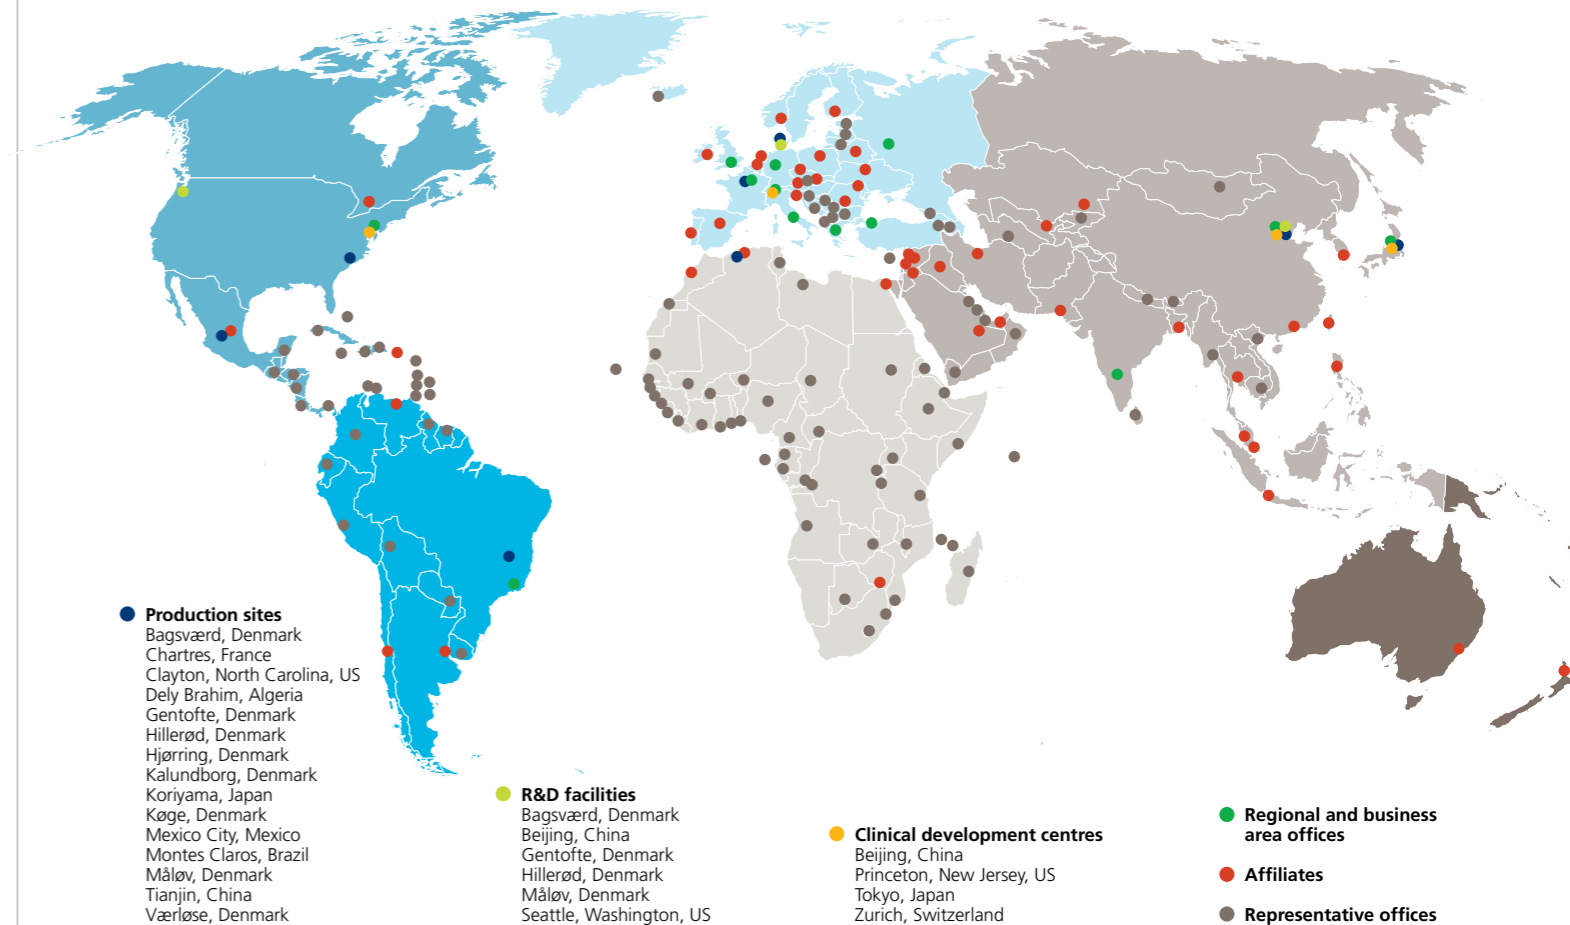 Production sites
Bagsværd, Denmark
Chartres, France
Clayton, North Carolina, US
Dely Brahim, Algeria
Gentofte, Denmark
Hillerød, Denmark
Hjørring, Denmark
Kalundborg, Denmark
Koriyama, Japan
Køge, Denmark
Mexico City, Mexico
Montes Claros, Brazil
Måløv, Denmark
Tianjin, China
Værløse, Denmark
R&D facilities
Bagsværd, Denmark
Beijing, China
Gentofte, Denmark
Hillerød, Denmark
Måløv, Denmark
Seattle, Washington, US
Clinical development centres
Beijing, China
Princeton, New Jersey, US
Tokyo, Japan
Zurich, Switzerland
Regional and business
area offices
Affiliates
Representative offices